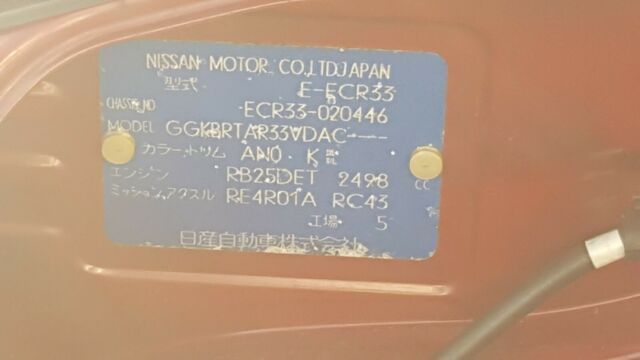 NISSAN MOTOR CO.,LTD.JAPAN
型式 E-ECR33
CHASSIS NO ECR33-020446
MODEL GGKBRTAR33VDAC----
カラー・トリム AN0 K
エンジン RB25DET 2498 CC
ミッション・アクスル RE4R01A RC43
工場 5
日産自動車株式会社